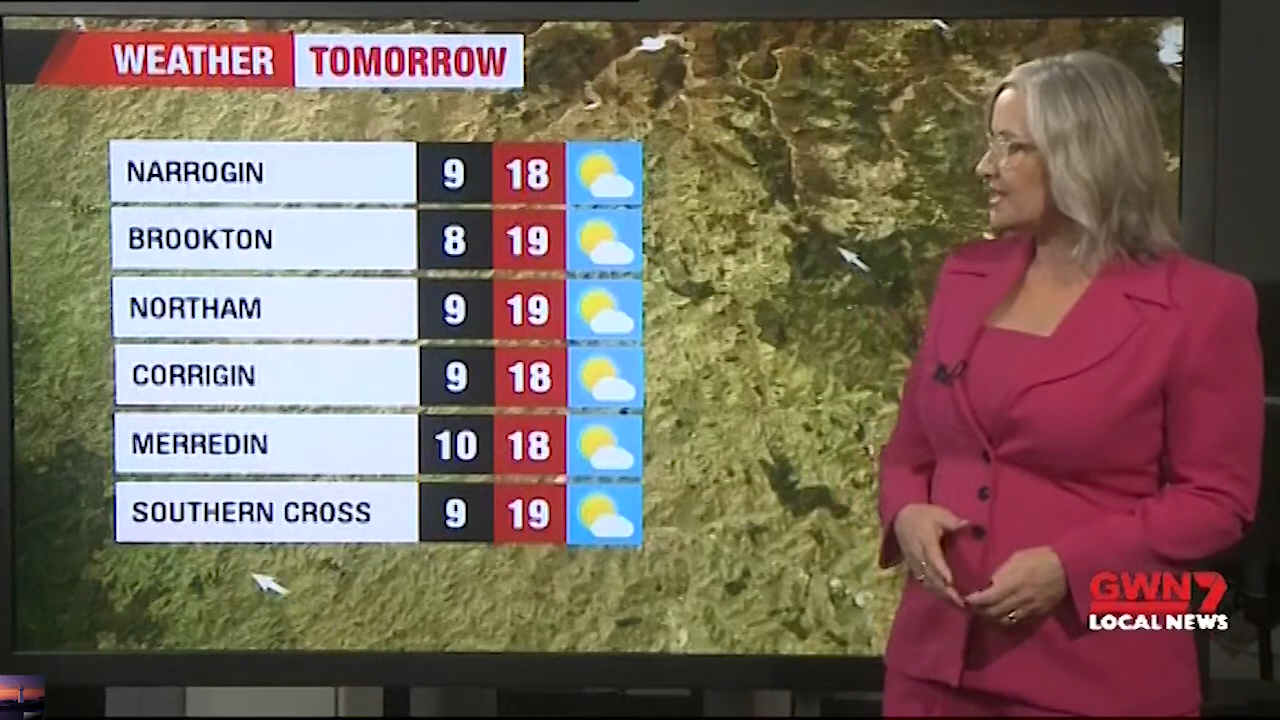 WEATHER TOMORROW
NARROGIN 9 18
BROOKTON 8 19
NORTHAM 9 19
CORRIGIN 9 18
MERREDIN 10 18
SOUTHERN CROSS 9 19
GWN7
LOCAL NEWS